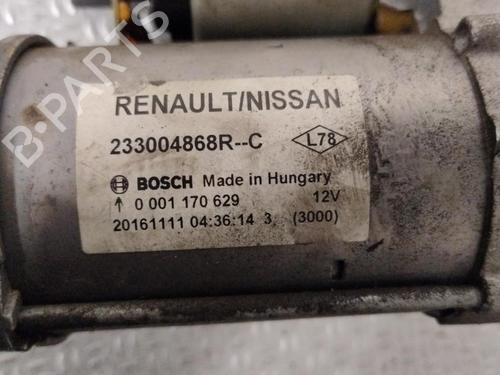 RENAULT/NISSAN
233004868R--C L78
BOSCH Made in Hungary
0 001 170 629 12V
20161111 04:36:14 3 (3000)
B-PARTS